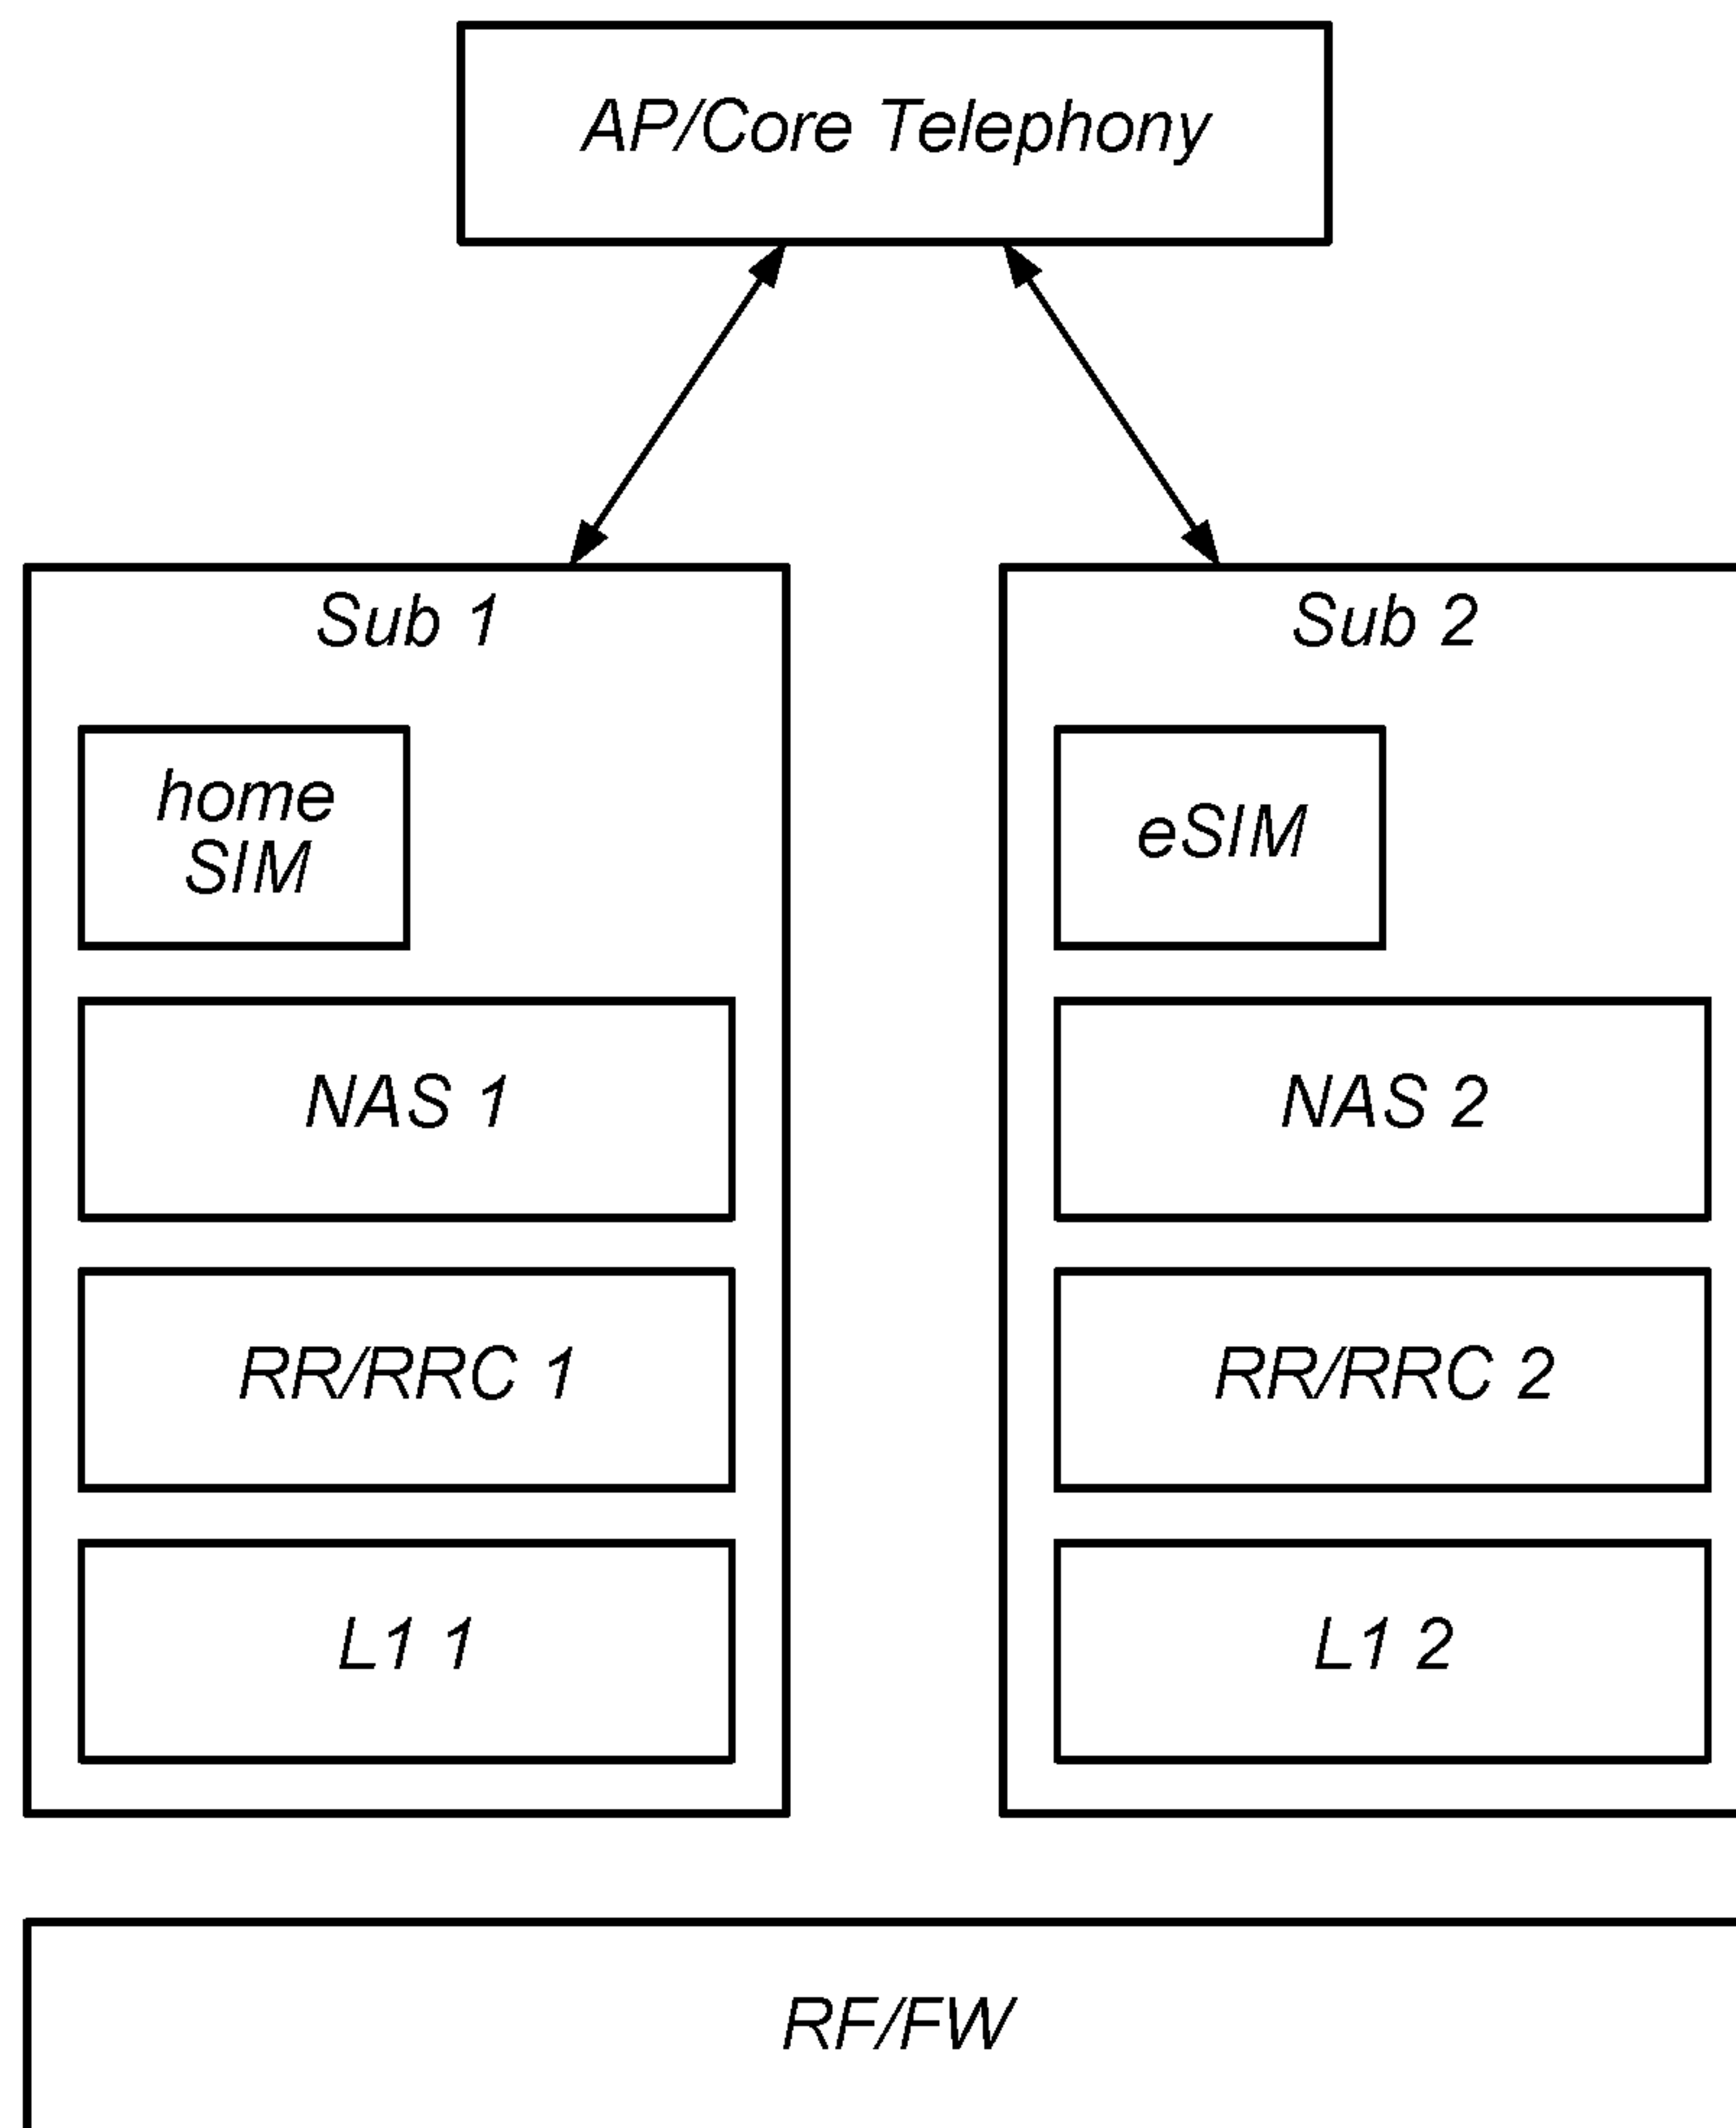 AP/Core Telephony
Sub 1
home
SIM
NAS 1
RR/RRC 1
L1 1
Sub 2
eSIM
NAS 2
RR/RRC 2
L1 2
RF/FW